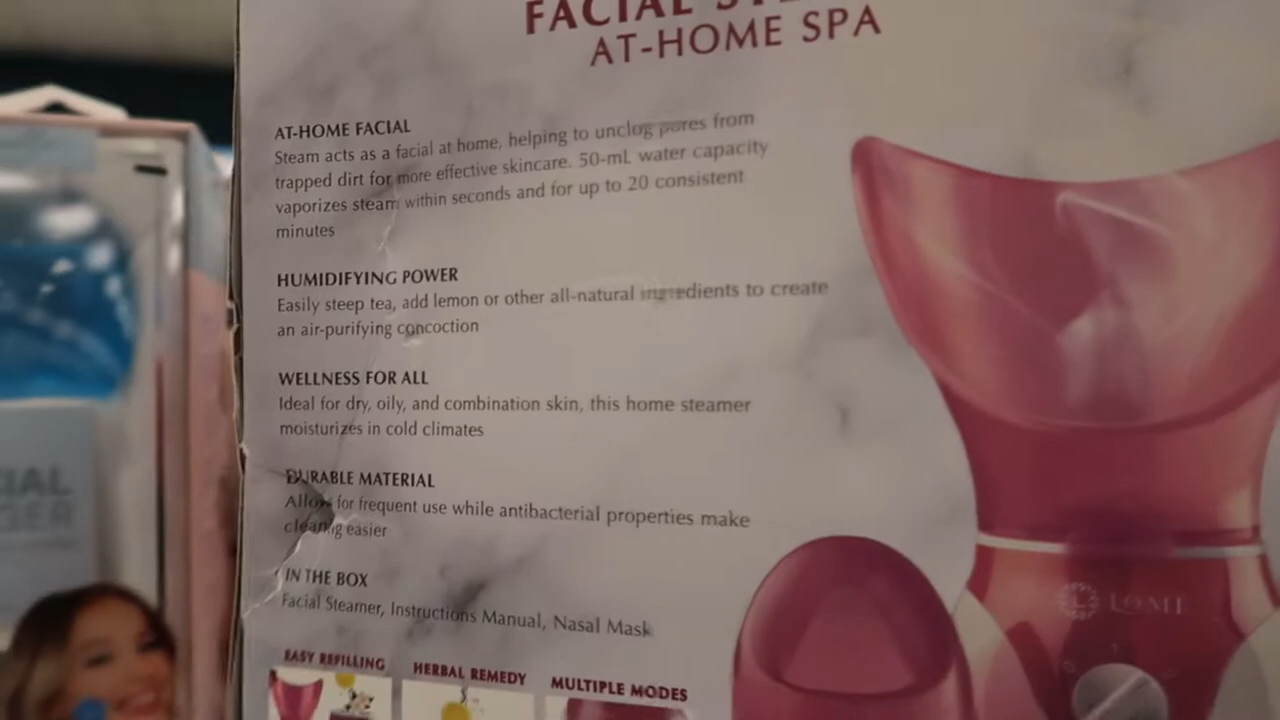 FACIAL
AT-HOME SPA
AT-HOME FACIAL
Steam acts as a facial at home, helping to unclog pores from
trapped dirt for more effective skincare. 50-mL water capacity
vaporizes steam within seconds and for up to 20 consistent
minutes
HUMIDIFYING POWER
Easily steep tea, add lemon or other all-natural ingredients to create
an air-purifying concoction
WELLNESS FOR ALL
Ideal for dry, oily, and combination skin, this home steamer
moisturizes in cold climates
DURABLE MATERIAL
Allows for frequent use while antibacterial properties make
cleaning easier
IN THE BOX
Facial Steamer, Instructions Manual, Nasal Mask
EASY REFILLING
HERBAL REMEDY
MULTIPLE MODES
LOMI